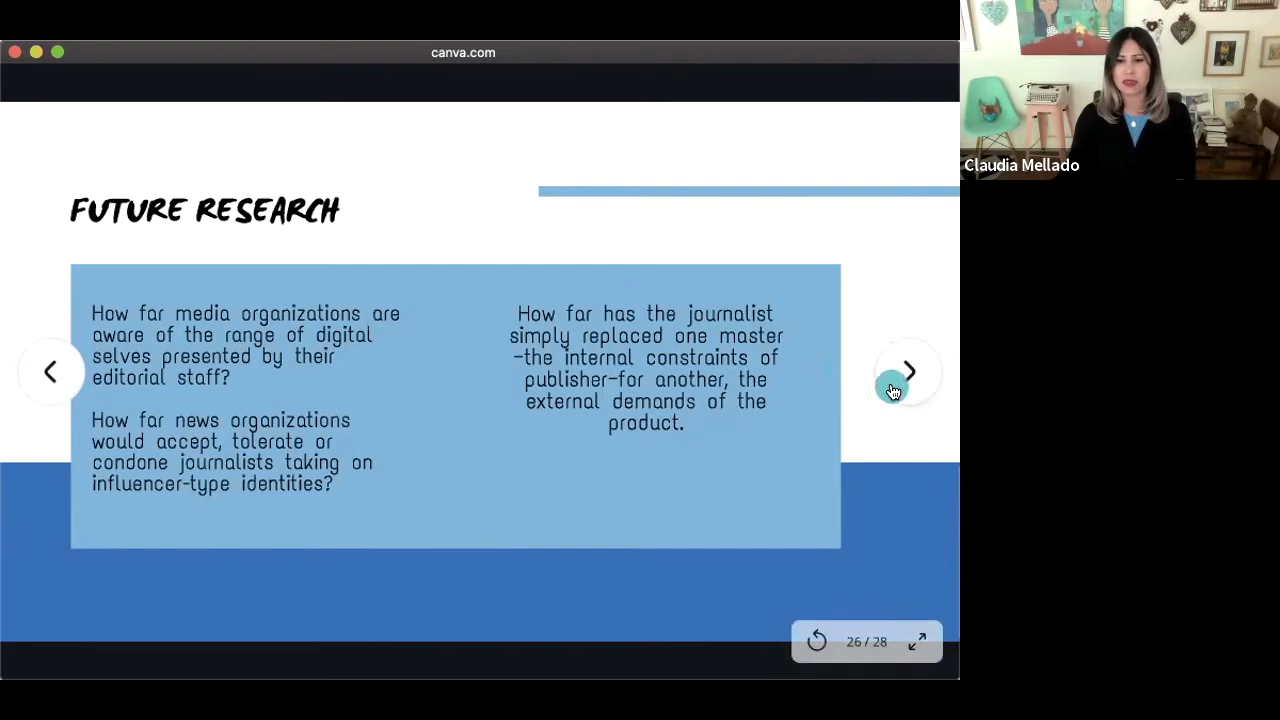 canva.com
Claudia Mellado
FUTURE RESEARCH
How far media organizations are
aware of the range of digital
selves presented by their
editorial staff?
How far news organizations
would accept, tolerate or
condone journalists taking on
influencer-type identities?
How far has the journalist
simply replaced one master
-the internal constraints of
publisher-for another, the
external demands of the
product.
26 / 28